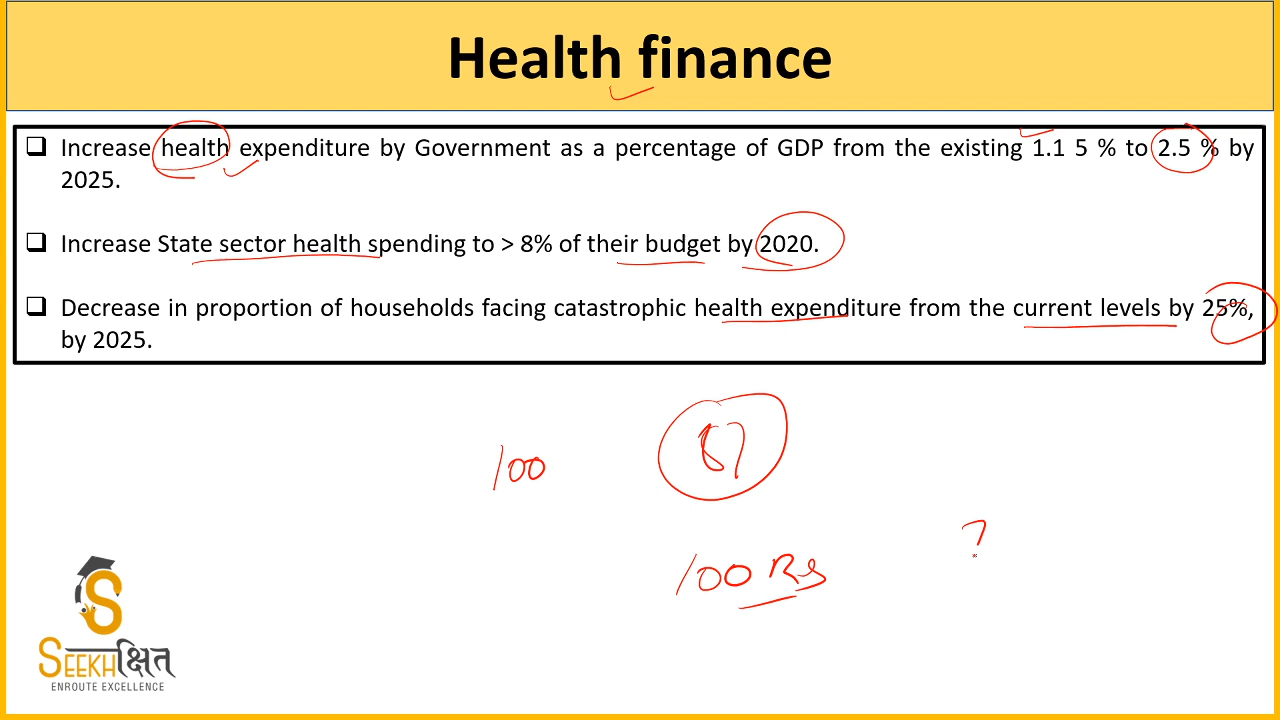 Health finance
❑ Increase health expenditure by Government as a percentage of GDP from the existing 1.1 5 % to 2.5 % by
2025.
❑ Increase State sector health spending to > 8% of their budget by 2020.
❑ Decrease in proportion of households facing catastrophic health expenditure from the current levels by 25%,
by 2025.
100
100 Rs
?
SEEKHक्षित
ENROUTE EXCELLENCE